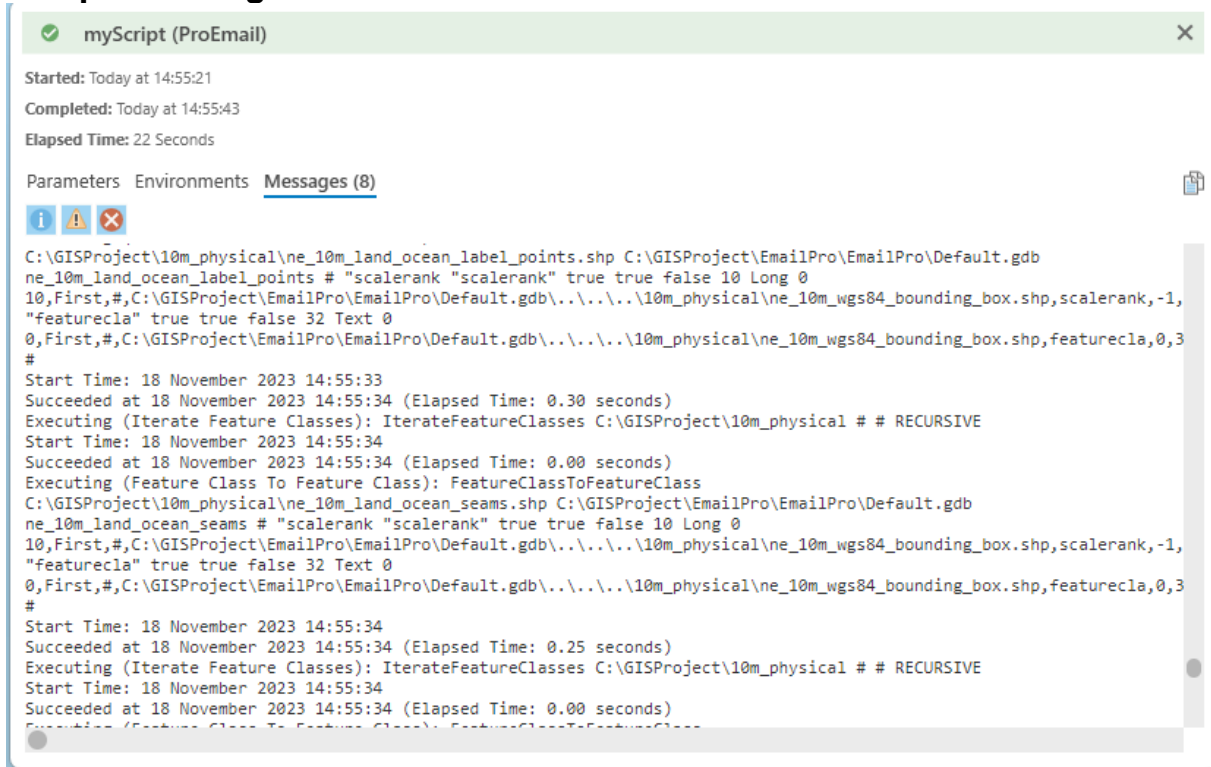 myScript (ProEmail)
Started: Today at 14:55:21
Completed: Today at 14:55:43
Elapsed Time: 22 Seconds
Parameters Environments Messages (8)
C:\GISProject\10m_physical\ne_10m_land_ocean_label_points.shp C:\GISProject\EmailPro\EmailPro\Default.gdb
ne_10m_land_ocean_label_points # "scalerank "scalerank" true true false 10 Long 0
10,First,#,C:\GISProject\EmailPro\EmailPro\Default.gdb\..\..\..\10m_physical\ne_10m_wgs84_bounding_box.shp,scalerank,-1,
"featurecla" true true false 32 Text 0
0,First,#,C:\GISProject\EmailPro\EmailPro\Default.gdb\..\..\..\10m_physical\ne_10m_wgs84_bounding_box.shp,featurecla,0,3
#
Start Time: 18 November 2023 14:55:33
Succeeded at 18 November 2023 14:55:34 (Elapsed Time: 0.30 seconds)
Executing (Iterate Feature Classes): IterateFeatureClasses C:\GISProject\10m_physical # # RECURSIVE
Start Time: 18 November 2023 14:55:34
Succeeded at 18 November 2023 14:55:34 (Elapsed Time: 0.00 seconds)
Executing (Feature Class To Feature Class): FeatureClassToFeatureClass
C:\GISProject\10m_physical\ne_10m_land_ocean_seams.shp C:\GISProject\EmailPro\EmailPro\Default.gdb
ne_10m_land_ocean_seams # "scalerank "scalerank" true true false 10 Long 0
10,First,#,C:\GISProject\EmailPro\EmailPro\Default.gdb\..\..\..\10m_physical\ne_10m_wgs84_bounding_box.shp,scalerank,-1,
"featurecla" true true false 32 Text 0
0,First,#,C:\GISProject\EmailPro\EmailPro\Default.gdb\..\..\..\10m_physical\ne_10m_wgs84_bounding_box.shp,featurecla,0,3
#
Start Time: 18 November 2023 14:55:34
Succeeded at 18 November 2023 14:55:34 (Elapsed Time: 0.25 seconds)
Executing (Iterate Feature Classes): IterateFeatureClasses C:\GISProject\10m_physical # # RECURSIVE
Start Time: 18 November 2023 14:55:34
Succeeded at 18 November 2023 14:55:34 (Elapsed Time: 0.00 seconds)
Executing (Feature Class To Feature Class): FeatureClassToFeatureClass